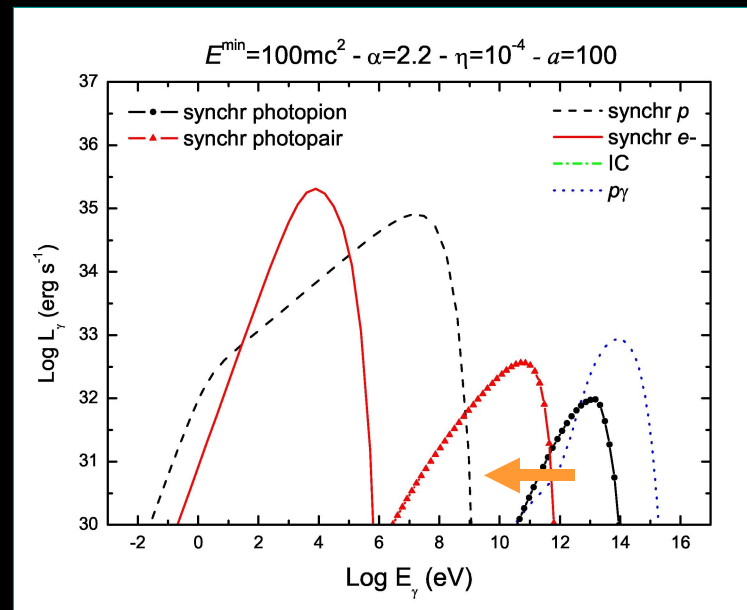 E^min=100mc² - α=2.2 - η=10⁻⁴ - a=100
synchr photopion
synchr photopair
synchr p
synchr e-
IC
pγ
37
36
35
34
33
32
31
30
Log L_γ (erg s⁻¹)
-2 0 2 4 6 8 10 12 14 16
Log E_γ (eV)